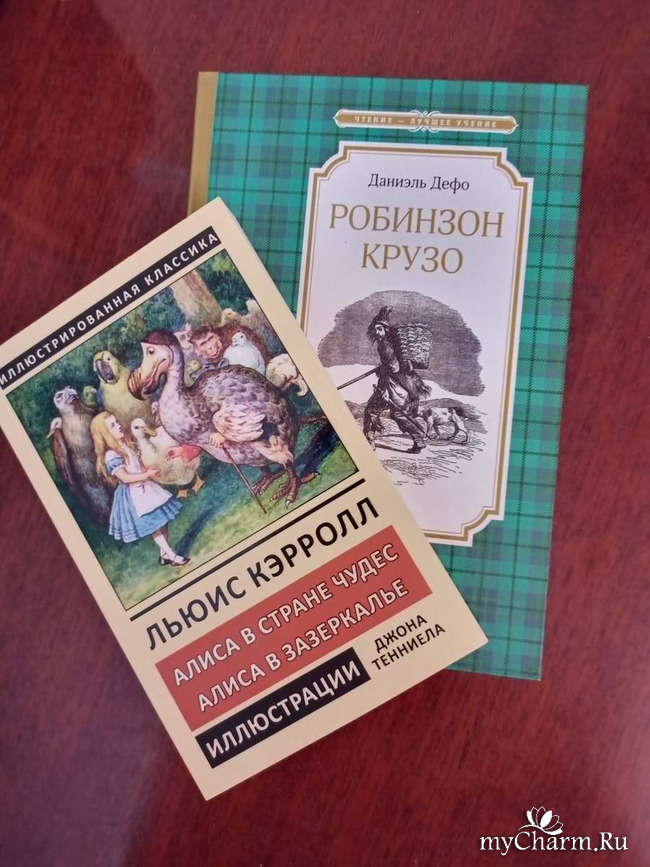 ЧТЕНИЕ — ЛУЧШЕЕ УЧЕНИЕ
Даниэль Дефо
РОБИНЗОН
КРУЗО
ИЛЛЮСТРИРОВАННАЯ КЛАССИКА
ЛЬЮИС КЭРРОЛЛ
АЛИСА В СТРАНЕ ЧУДЕС
АЛИСА В ЗАЗЕРКАЛЬЕ
ИЛЛЮСТРАЦИИ
ДЖОНА
ТЕННИЕЛА
myCharm.Ru